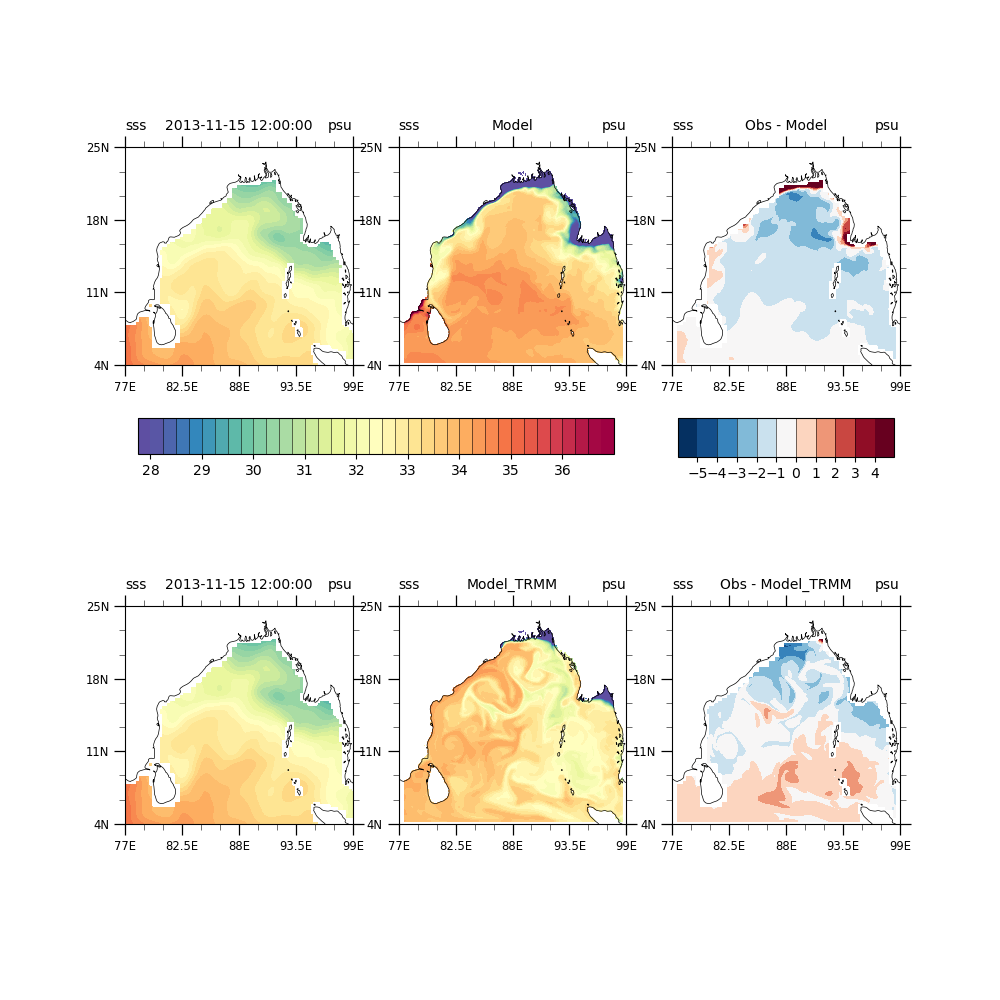 sss 2013-11-15 12:00:00 psu
sss Model psu
sss Obs - Model psu
25N
18N
11N
4N
77E 82.5E 88E 93.5E 99E
25N
18N
11N
4N
77E 82.5E 88E 93.5E 99E
25N
18N
11N
4N
77E 82.5E 88E 93.5E 99E
28 29 30 31 32 33 34 35 36
−5 −4 −3 −2 −1 0 1 2 3 4
sss 2013-11-15 12:00:00 psu
sss Model_TRMM psu
sss Obs - Model_TRMM psu
25N
18N
11N
4N
77E 82.5E 88E 93.5E 99E
25N
18N
11N
4N
77E 82.5E 88E 93.5E 99E
25N
18N
11N
4N
77E 82.5E 88E 93.5E 99E